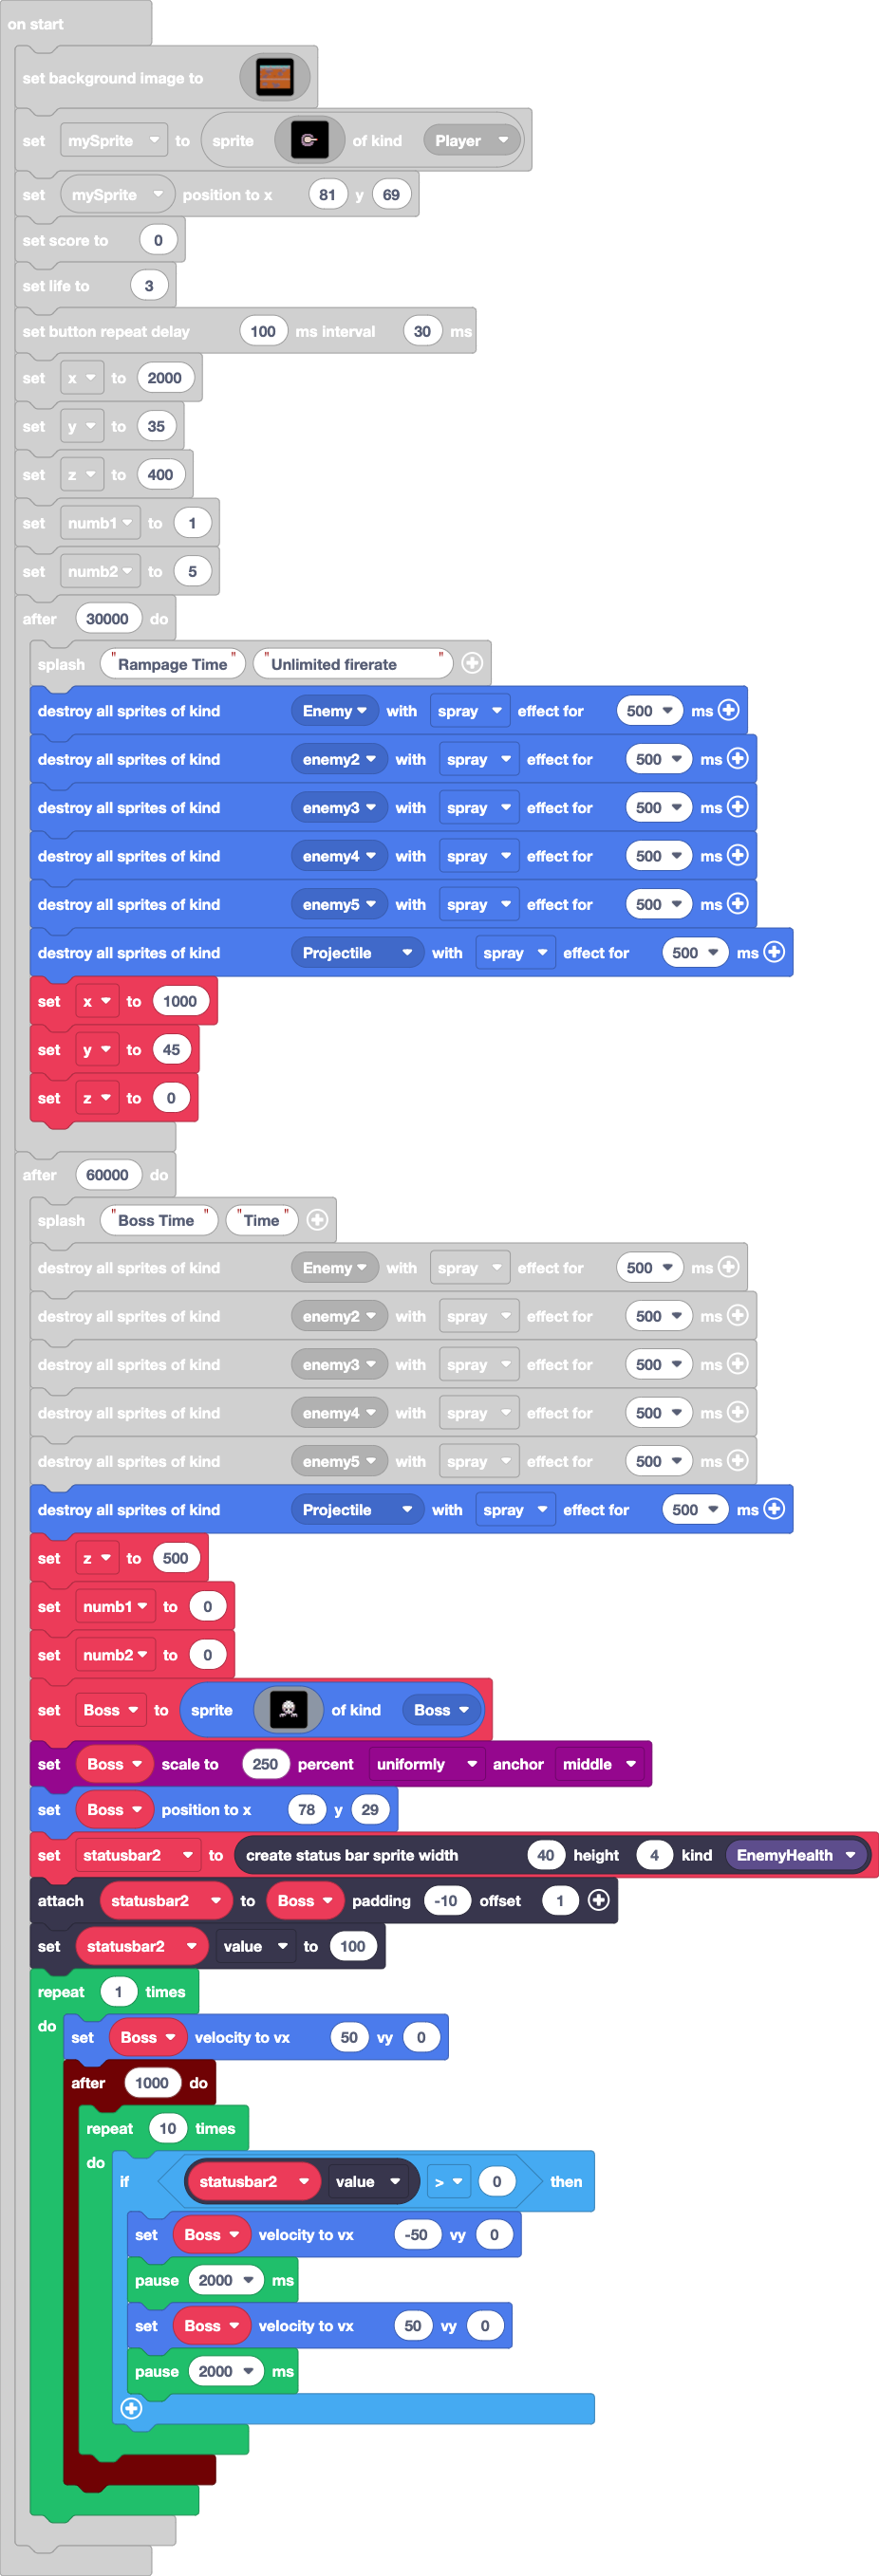 on start
set background image to
set mySprite to sprite of kind Player
set mySprite position to x 81 y 69
set score to 0
set life to 3
set button repeat delay 100 ms interval 30 ms
set x to 2000
set y to 35
set z to 400
set numb1 to 1
set numb2 to 5
after 30000 do
splash "Rampage Time" "Unlimited firerate"
destroy all sprites of kind Enemy with spray effect for 500 ms
destroy all sprites of kind enemy2 with spray effect for 500 ms
destroy all sprites of kind enemy3 with spray effect for 500 ms
destroy all sprites of kind enemy4 with spray effect for 500 ms
destroy all sprites of kind enemy5 with spray effect for 500 ms
destroy all sprites of kind Projectile with spray effect for 500 ms
set x to 1000
set y to 45
set z to 0
after 60000 do
splash "Boss Time" "Time"
destroy all sprites of kind Enemy with spray effect for 500 ms
destroy all sprites of kind enemy2 with spray effect for 500 ms
destroy all sprites of kind enemy3 with spray effect for 500 ms
destroy all sprites of kind enemy4 with spray effect for 500 ms
destroy all sprites of kind enemy5 with spray effect for 500 ms
destroy all sprites of kind Projectile with spray effect for 500 ms
set z to 500
set numb1 to 0
set numb2 to 0
set Boss to sprite of kind Boss
set Boss scale to 250 percent uniformly anchor middle
set Boss position to x 78 y 29
set statusbar2 to create status bar sprite width 40 height 4 kind EnemyHealth
attach statusbar2 to Boss padding -10 offset 1
set statusbar2 value to 100
repeat 1 times
do
set Boss velocity to vx 50 vy 0
after 1000 do
repeat 10 times
do
if statusbar2 value > 0 then
set Boss velocity to vx -50 vy 0
pause 2000 ms
set Boss velocity to vx 50 vy 0
pause 2000 ms